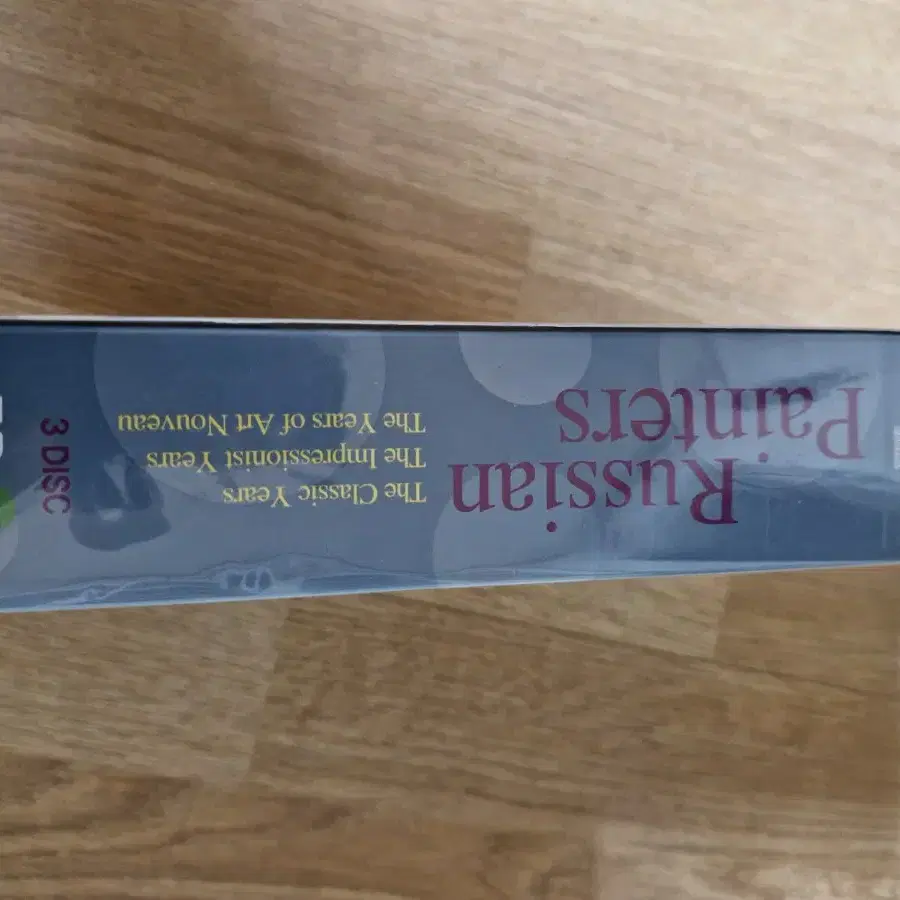 Russian
Painters
The Classic Years
The Impressionist Years
The Years of Art Nouveau
3 DISC